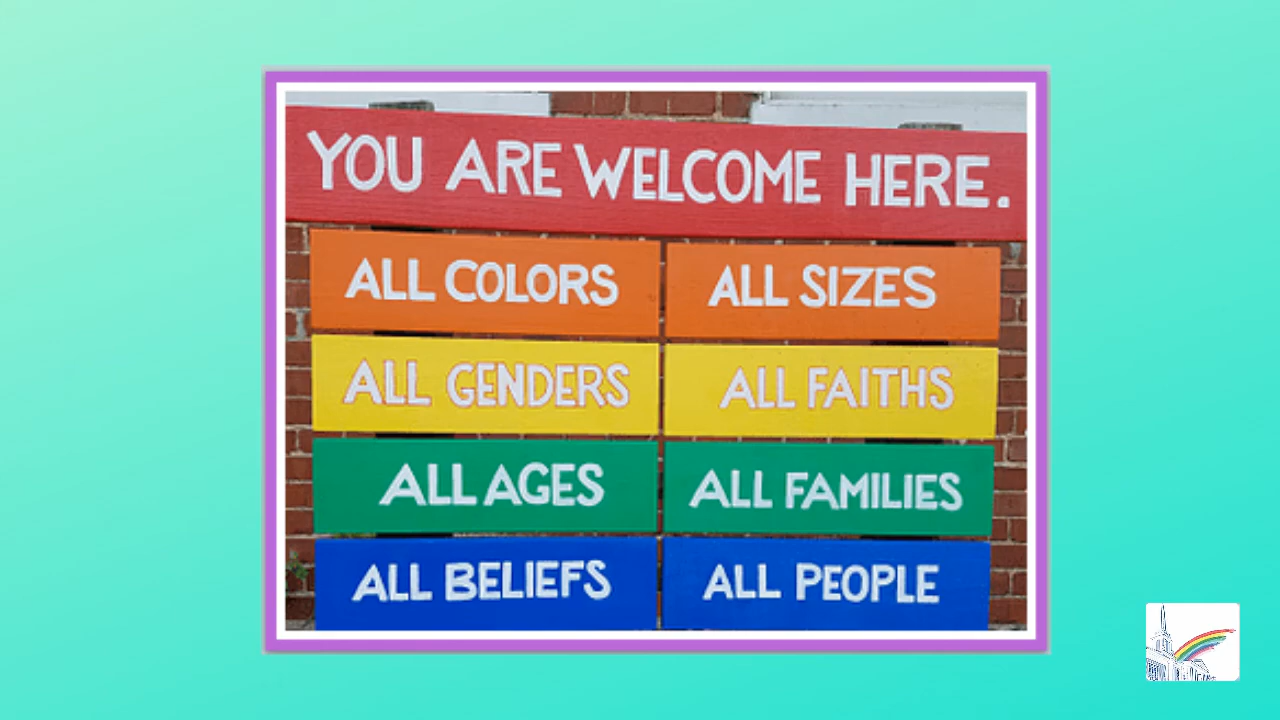 YOU ARE WELCOME HERE.
ALL COLORS ALL SIZES
ALL GENDERS ALL FAITHS
ALL AGES ALL FAMILIES
ALL BELIEFS ALL PEOPLE